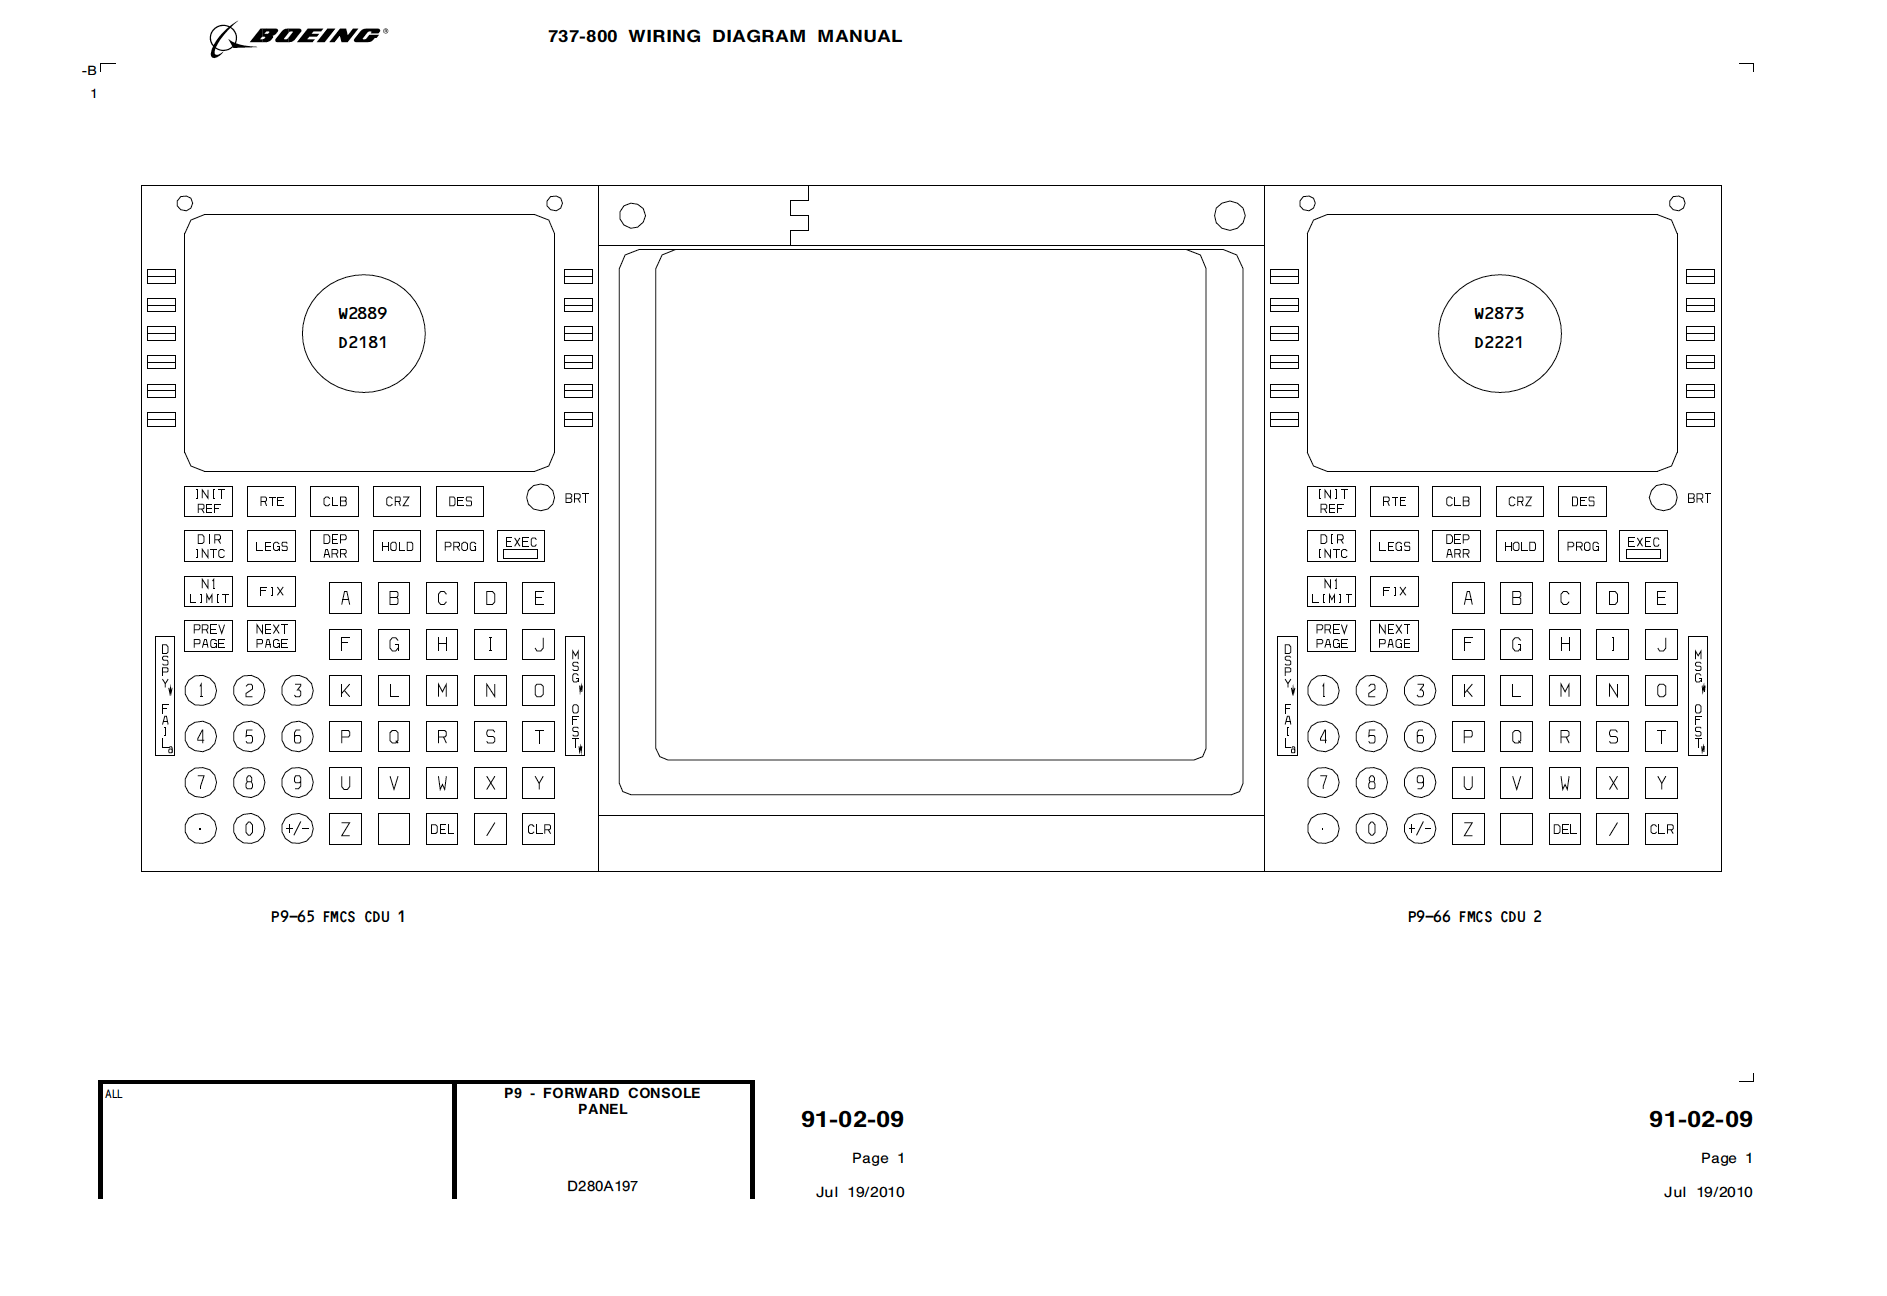 BOEING®
737-800 WIRING DIAGRAM MANUAL
-B
1
W2889
D2181
INIT REF
RTE
CLB
CRZ
DES
BRT
DIR INTC
LEGS
DEP ARR
HOLD
PROG
EXEC
N1 LIMIT
FIX
A B C D E
PREV PAGE
NEXT PAGE
F G H I J
DSPY
FAIL
MSG
OFST
1 2 3 K L M N O
4 5 6 P Q R S T
7 8 9 U V W X Y
. 0 +/- Z DEL / CLR
P9-65 FMCS CDU 1
W2873
D2221
INIT REF
RTE
CLB
CRZ
DES
BRT
DIR INTC
LEGS
DEP ARR
HOLD
PROG
EXEC
N1 LIMIT
FIX
A B C D E
PREV PAGE
NEXT PAGE
F G H I J
DSPY
FAIL
MSG
OFST
1 2 3 K L M N O
4 5 6 P Q R S T
7 8 9 U V W X Y
. 0 +/- Z DEL / CLR
P9-66 FMCS CDU 2
ALL
P9 - FORWARD CONSOLE
PANEL
D280A197
91-02-09
Page 1
Jul 19/2010
91-02-09
Page 1
Jul 19/2010